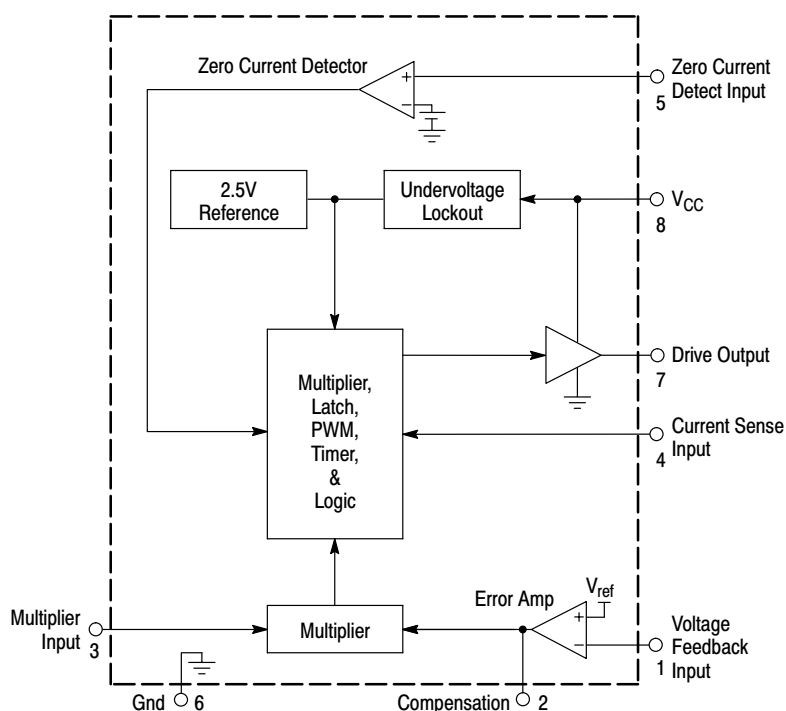 Zero Current Detector
+
−
Zero Current
Detect Input
5
2.5V
Reference
Undervoltage
Lockout
VCC
8
Multiplier,
Latch,
PWM,
Timer,
&
Logic
Drive Output
7
Current Sense
Input
4
Multiplier
Input
3
Multiplier
Error Amp
Vref
+
−
Voltage
Feedback
Input
1
Gnd
6
Compensation
2